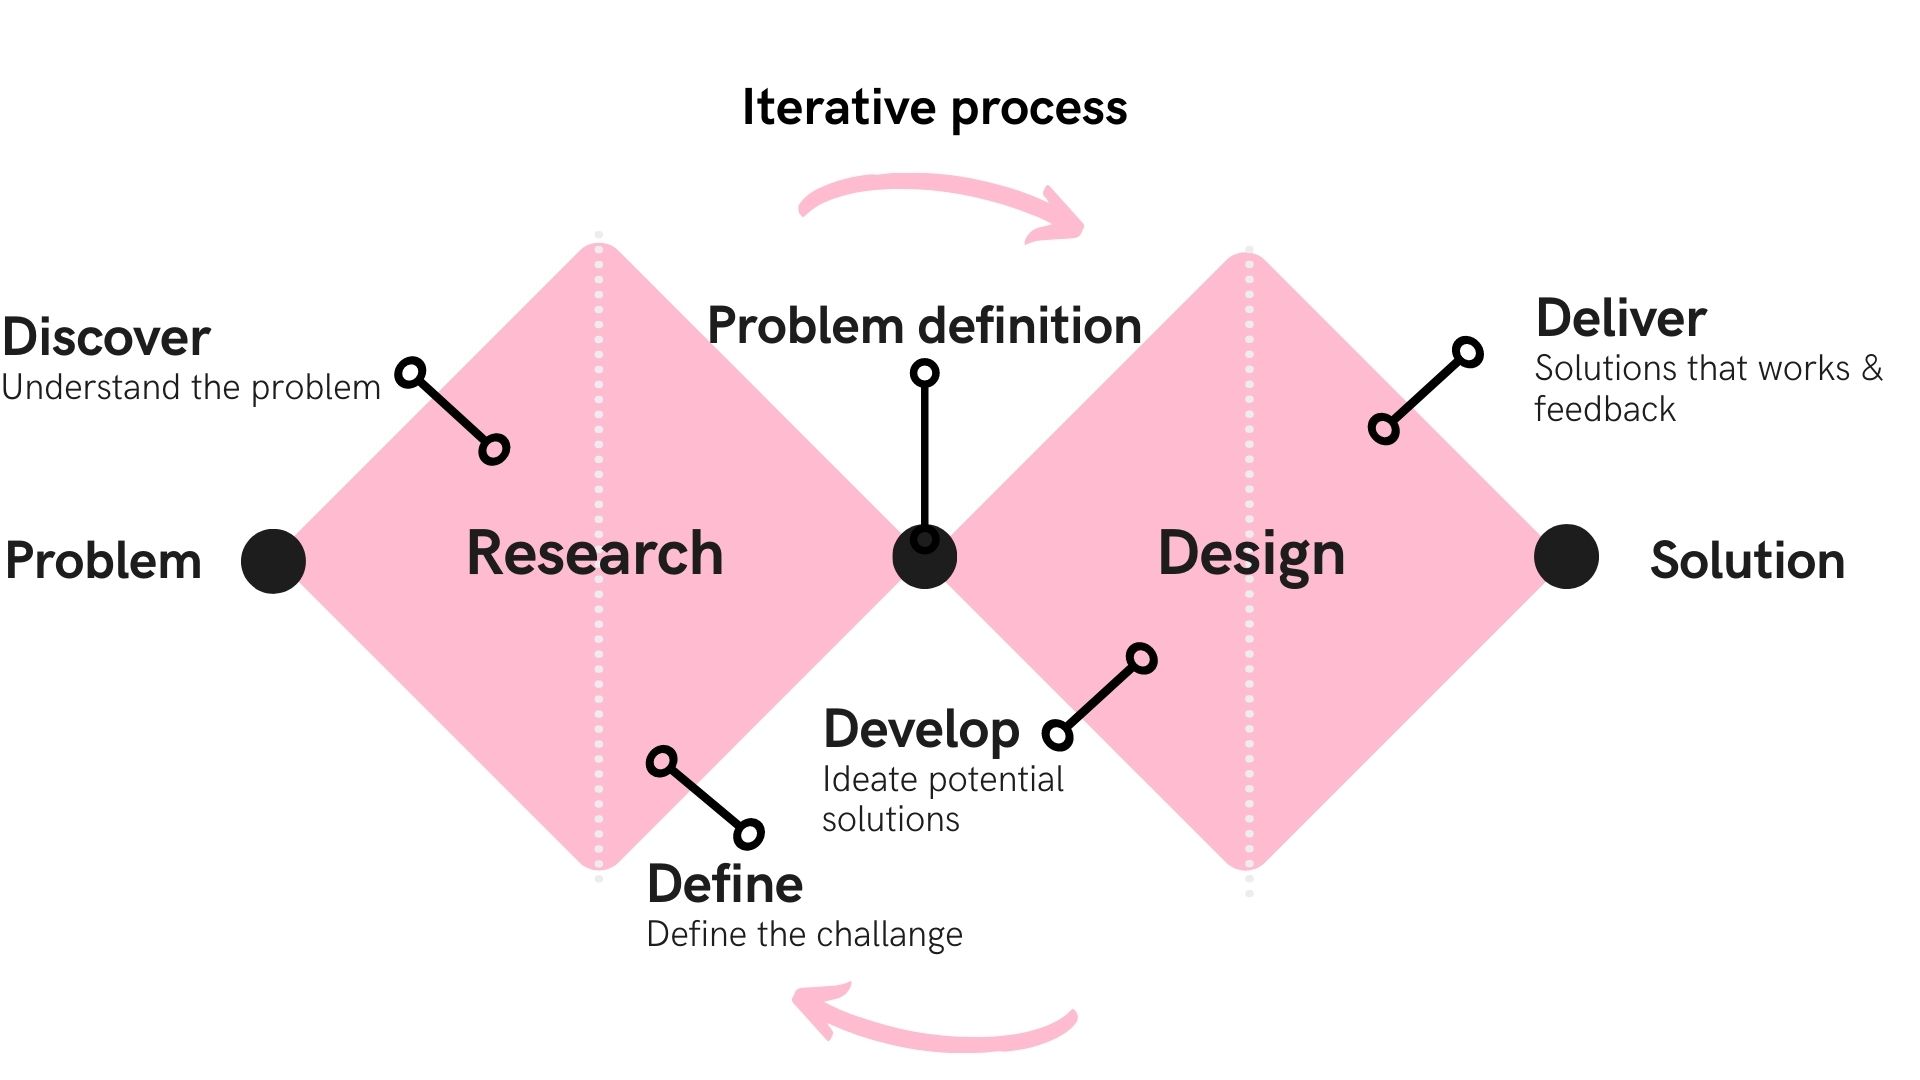 Iterative process
Discover
Understand the problem
Problem definition
Deliver
Solutions that works &
feedback
Problem
Research
Design
Solution
Develop
Ideate potential
solutions
Define
Define the challange